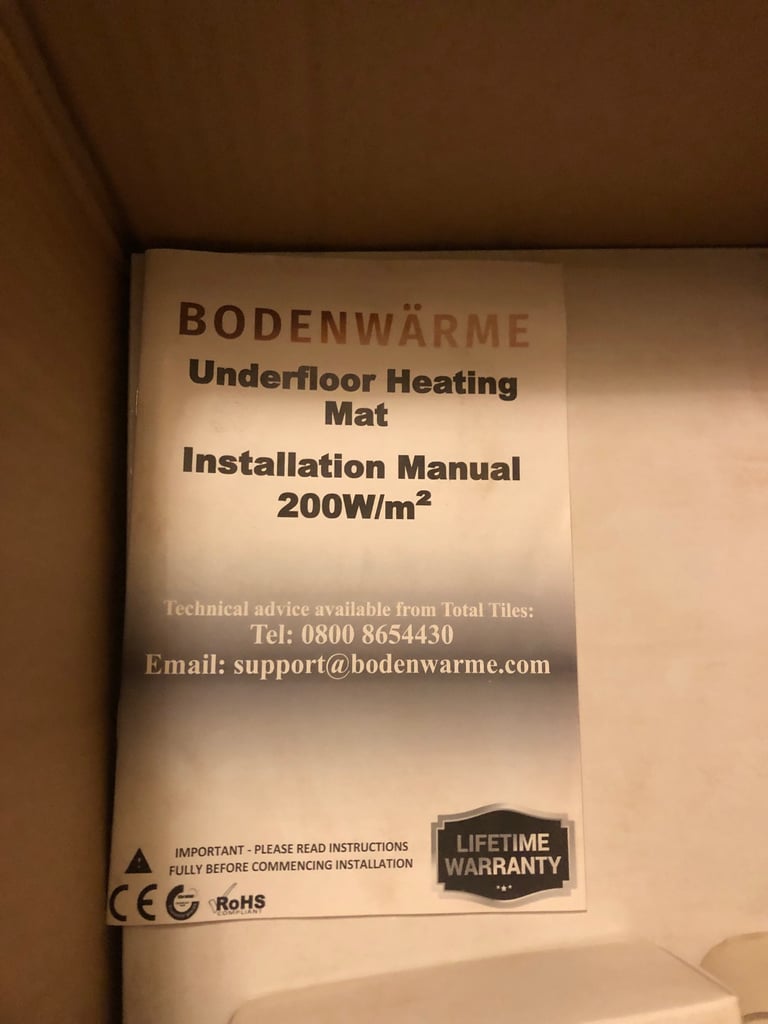 BODENWÄRME
Underfloor Heating
Mat
Installation Manual
200W/m²
Technical advice available from Total Tiles:
Tel: 0800 8654430
Email: support@bodenwarme.com
IMPORTANT - PLEASE READ INSTRUCTIONS
FULLY BEFORE COMMENCING INSTALLATION
LIFETIME
WARRANTY
CE
RoHS
COMPLIANT